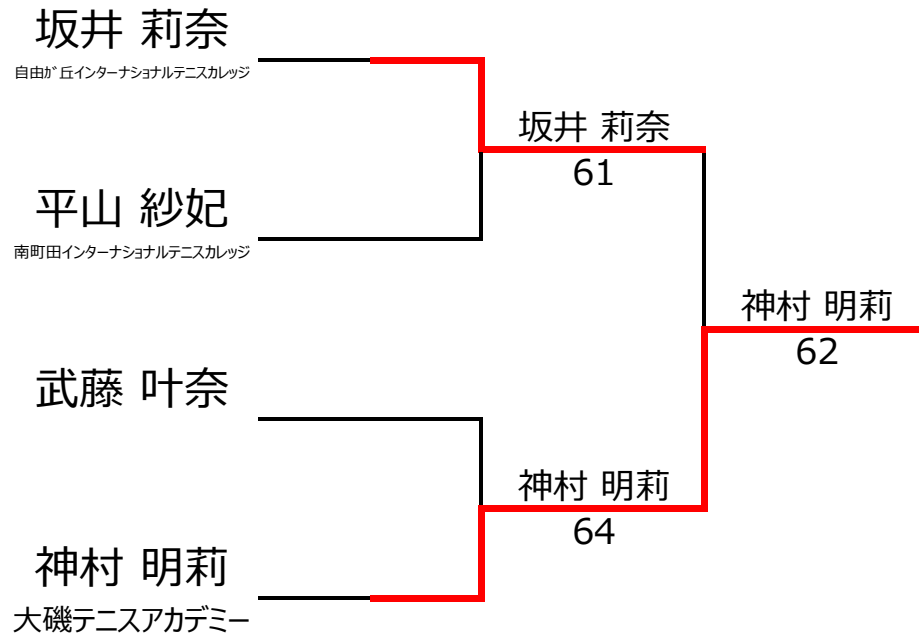 坂井 莉奈
自由が丘インターナショナルテニスカレッジ
坂井 莉奈
61
平山 紗妃
南町田インターナショナルテニスカレッジ
神村 明莉
62
武藤 叶奈
神村 明莉
64
神村 明莉
大磯テニスアカデミー